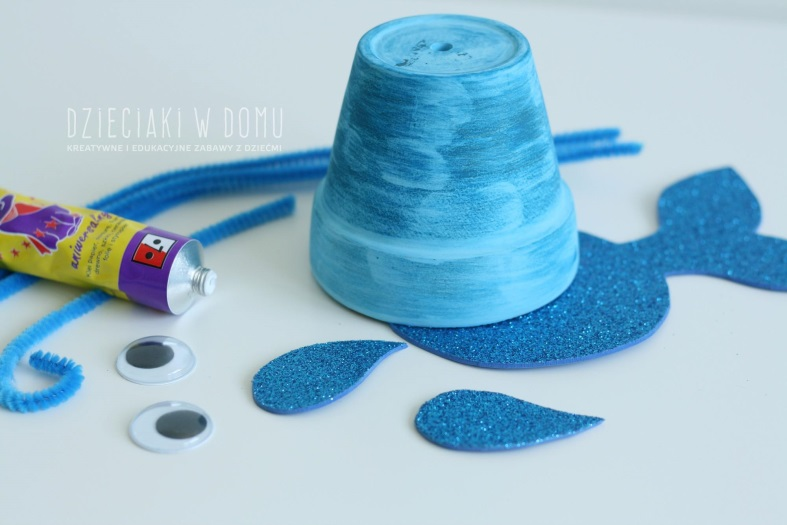 DZIECIAKI W DOMU
KREATYWNE I EDUKACYJNE ZABAWY Z DZIEĆMI